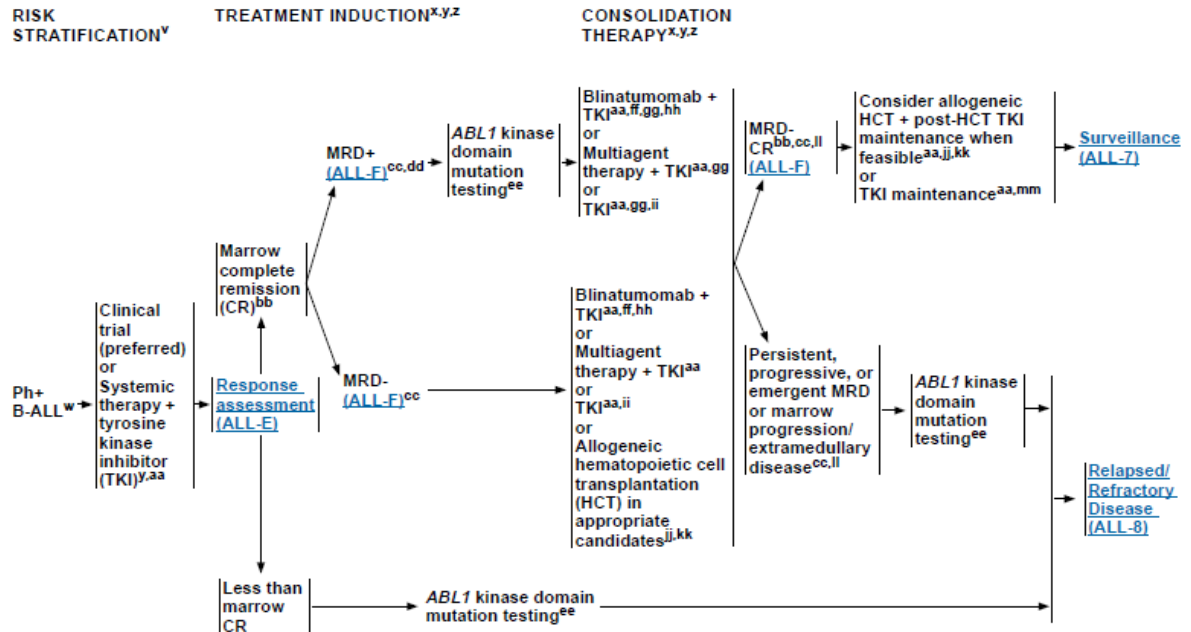 RISK
STRATIFICATIONv
TREATMENT INDUCTIONx,y,z
CONSOLIDATION
THERAPYx,y,z
Ph+
B-ALLw
Clinical
trial
(preferred)
or
Systemic
therapy +
tyrosine
kinase
inhibitor
(TKI)y,aa
Response
assessment
(ALL-E)
Marrow
complete
remission
(CR)bb
MRD+
(ALL-F)cc,dd
ABL1 kinase
domain
mutation
testingee
Blinatumomab +
TKIaa,ff,gg,hh
or
Multiagent
therapy + TKIaa,gg
or
TKIaa,gg,ii
MRD-
(ALL-F)cc
Blinatumomab +
TKIaa,ff,hh
or
Multiagent
therapy + TKIaa
or
TKIaa,ii
or
Allogeneic
hematopoietic cell
transplantation
(HCT) in
appropriate
candidatesjj,kk
MRD-
CRbb,cc,ll
(ALL-F)
Consider allogeneic
HCT + post-HCT TKI
maintenance when
feasibleaa,jj,kk
or
TKI maintenanceaa,mm
Surveillance
(ALL-7)
Persistent,
progressive, or
emergent MRD
or marrow
progression/
extramedullary
diseasecc,ll
ABL1 kinase
domain
mutation
testingee
Relapsed/
Refractory
Disease
(ALL-8)
Less than
marrow
CR
ABL1 kinase domain
mutation testingee